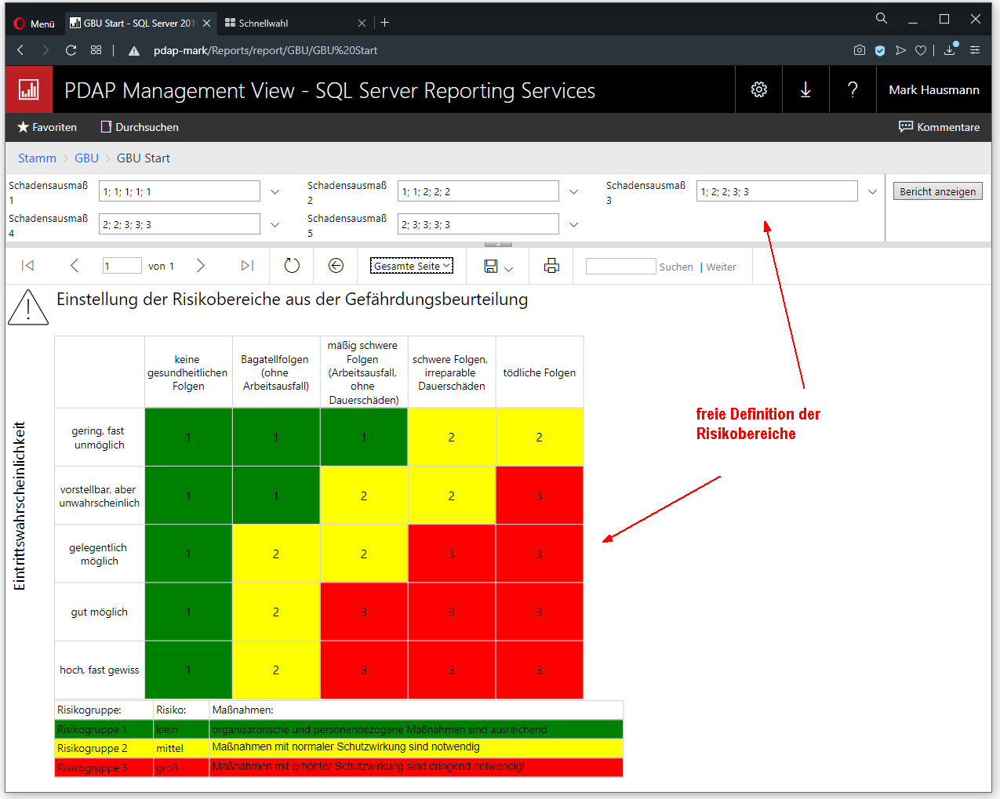 Menü
GBU Start - SQL Server 201
Schnellwahl
pdap-mark/Reports/report/GBU/GBU%20Start
PDAP Management View - SQL Server Reporting Services
?
Mark Hausmann
Favoriten
Durchsuchen
Kommentare
Stamm > GBU > GBU Start
Schadensausmaß 1
1; 1; 1; 1; 1
Schadensausmaß 2
1; 1; 2; 2; 2
Schadensausmaß 3
1; 2; 2; 3; 3
Bericht anzeigen
Schadensausmaß 4
2; 2; 3; 3; 3
Schadensausmaß 5
2; 3; 3; 3; 3
1 von 1
Gesamte Seite
Suchen | Weiter
Einstellung der Risikobereiche aus der Gefährdungsbeurteilung
keine gesundheitlichen Folgen
Bagatellfolgen (ohne Arbeitsausfall)
mäßig schwere Folgen (Arbeitsausfall, ohne Dauerschäden)
schwere Folgen, irreparable Dauerschäden
tödliche Folgen
Eintrittswahrscheinlichkeit
gering, fast unmöglich 1 1 1 2 2
vorstellbar, aber unwahrscheinlich 1 1 2 2 3
gelegentlich möglich 1 2 2 3 3
gut möglich 1 2 3 3 3
hoch, fast gewiss 1 2 3 3 3
freie Definition der
Risikobereiche
Risikogruppe: Risiko: Maßnahmen:
Risikogruppe 1 klein organisatorische und personenbezogene Maßnahmen sind ausreichend
Risikogruppe 2 mittel Maßnahmen mit normaler Schutzwirkung sind notwendig
Risikogruppe 3 groß Maßnahmen mit erhöhter Schutzwirkung sind dringend notwendig!